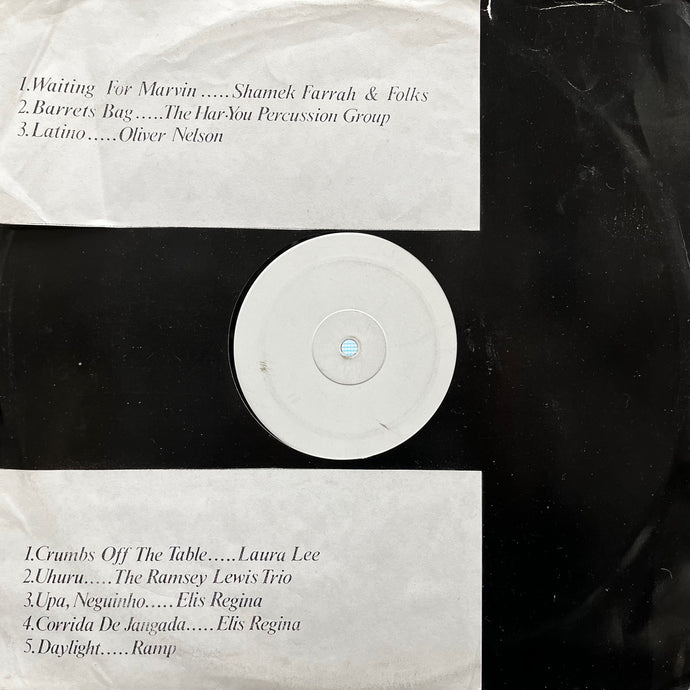 1.Waiting For Marvin.....Shamek Farrah & Folks
2.Barrets Bag.....The Har-You Percussion Group
3.Latino.....Oliver Nelson
1.Crumbs Off The Table.....Laura Lee
2.Uhuru.....The Ramsey Lewis Trio
3.Upa, Neguinho.....Elis Regina
4.Corrida De Jangada.....Elis Regina
5.Daylight.....Ramp